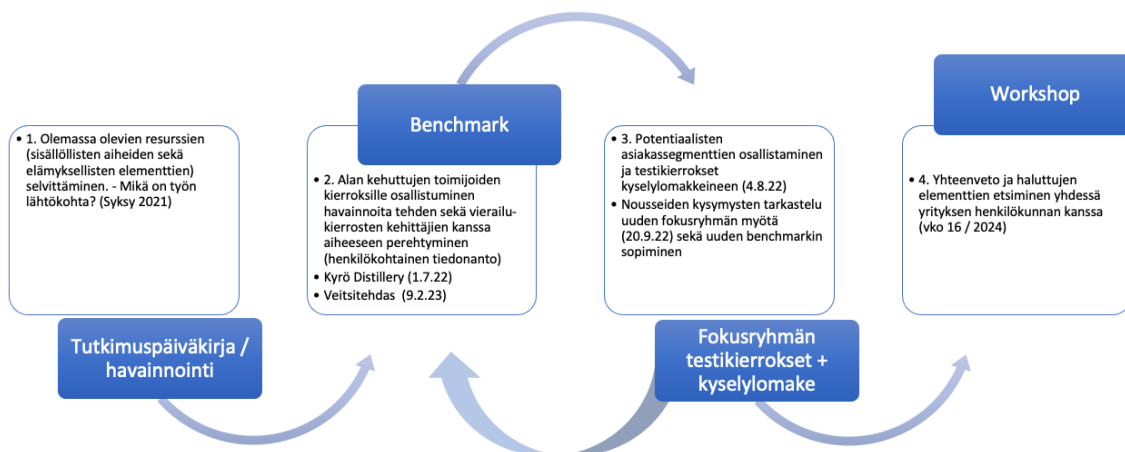 • 1. Olemassa olevien resurssien
(sisällöllisten aiheiden sekä
elämyksellisten elementtien)
selvittäminen. - Mikä on työn
lähtökohta? (Syksy 2021)
Tutkimuspäiväkirja /
havainnointi
Benchmark
• 2. Alan kehuttujen toimijoiden
kierroksille osallistuminen
havainnoita tehden sekä vierailu-
kierrosten kehittäjien kanssa
aiheeseen perehtyminen
(henkilökohtainen tiedonanto)
• Kyrö Distillery (1.7.22)
• Veitsitehdas (9.2.23)
• 3. Potentiaalisten
asiakassegmenttien osallistaminen
ja testikierrokset
kyselylomakkeineen (4.8.22)
• Nousseiden kysymysten tarkastelu
uuden fokusryhmän myötä
(20.9.22) sekä uuden benchmarkin
sopiminen
Fokusryhmän
testikierrokset +
kyselylomake
Workshop
• 4. Yhteenveto ja haluttujen
elementtien etsiminen yhdessä
yrityksen henkilökunnan kanssa
(vko 16 / 2024)